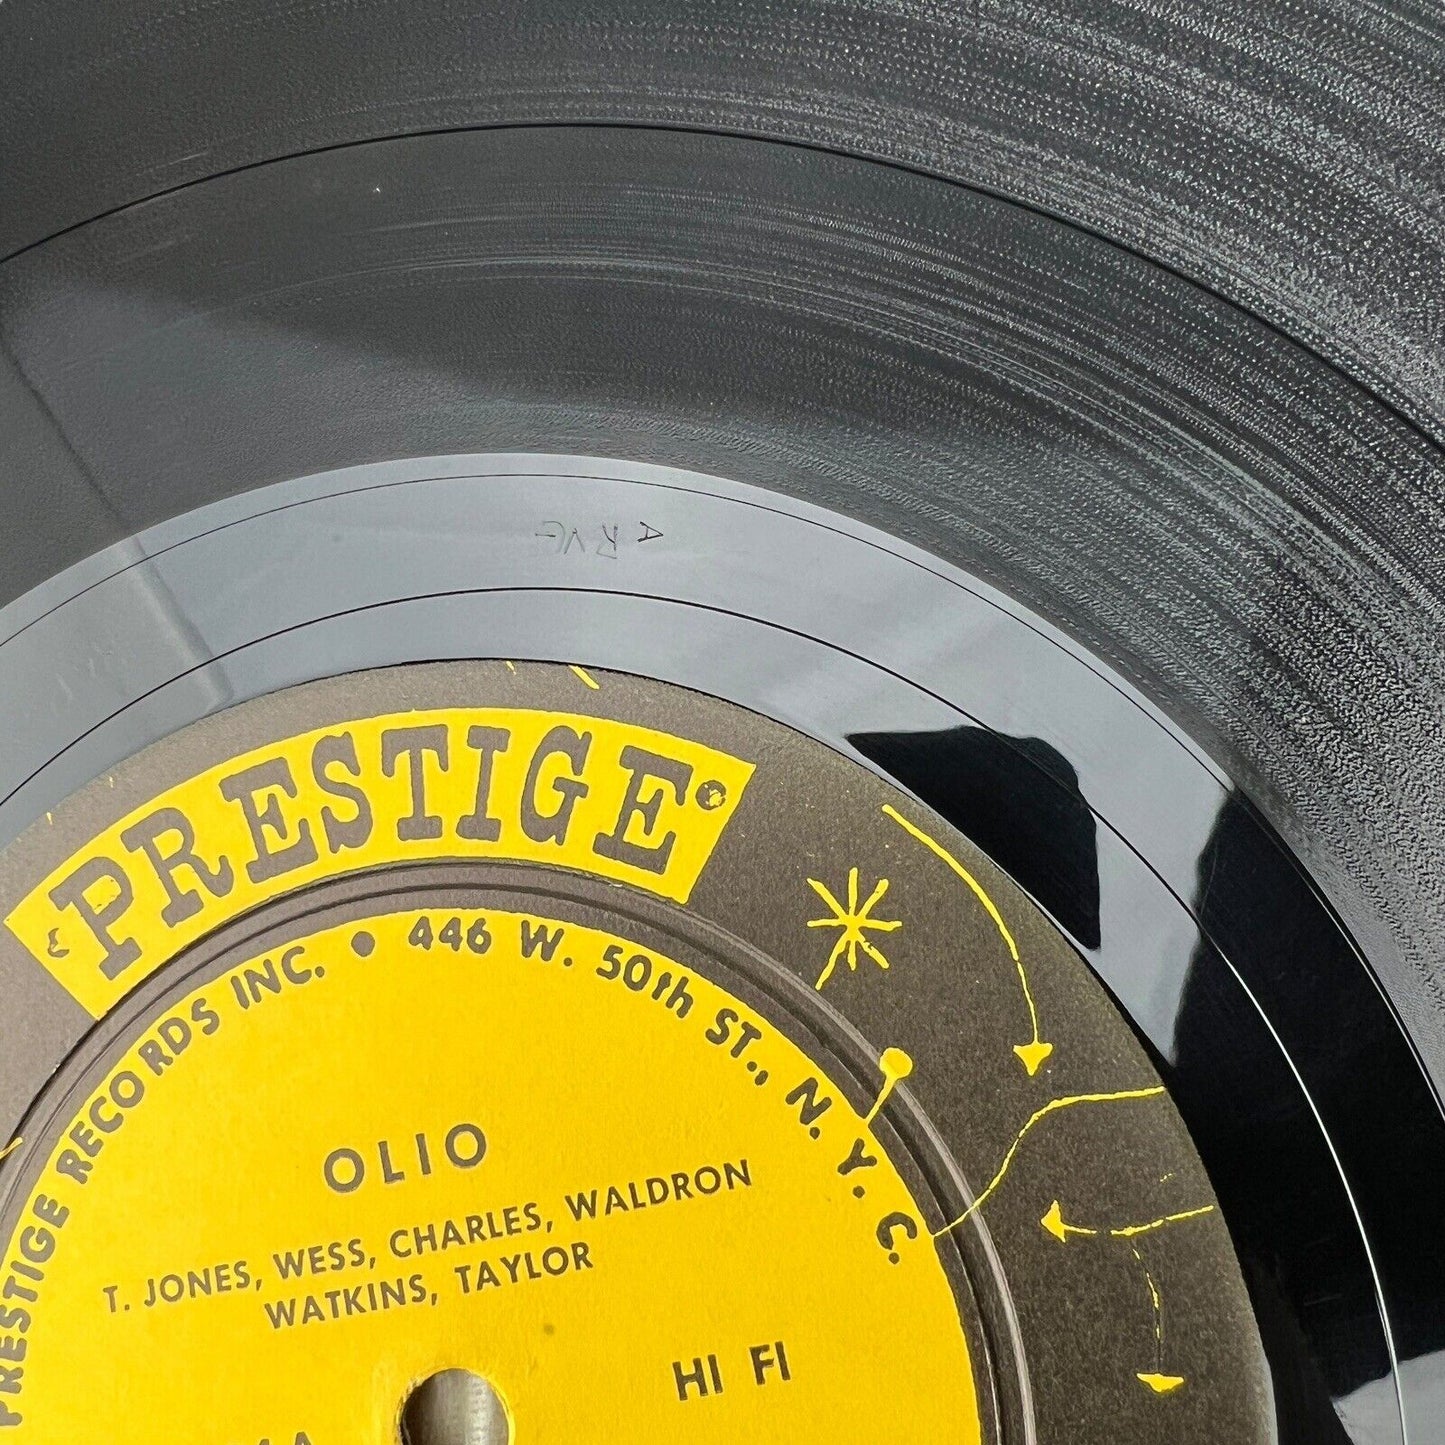 A RVG
PRESTIGE
PRESTIGE RECORDS INC. • 446 W. 50th ST., N. Y. C.
OLIO
T. JONES, WESS, CHARLES, WALDRON
WATKINS, TAYLOR
HI FI